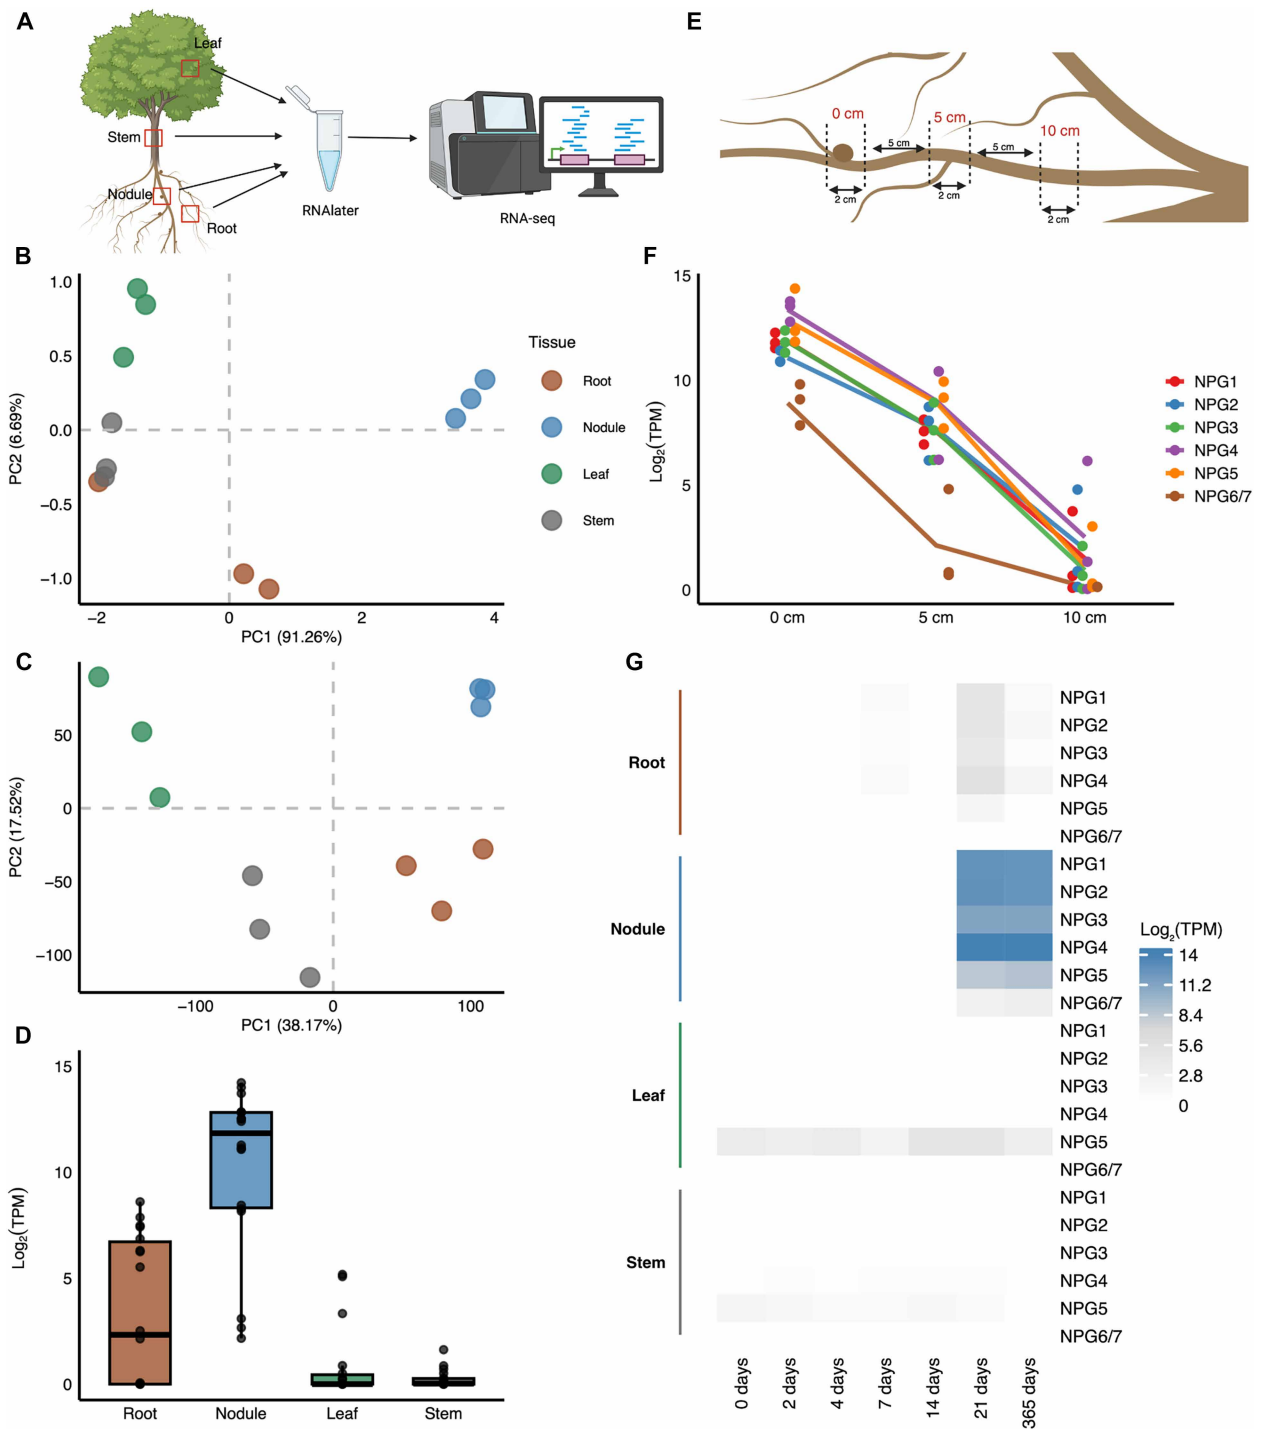 A
Leaf
Stem
Nodule
Root
RNAlater
RNA-seq
E
0 cm
5 cm
10 cm
5 cm
5 cm
2 cm
2 cm
2 cm
B
1.0
0.5
0.0
−0.5
−1.0
PC2 (6.69%)
−2
0
2
4
PC1 (91.26%)
Tissue
Root
Nodule
Leaf
Stem
F
15
10
5
0
Log2(TPM)
0 cm
5 cm
10 cm
NPG1
NPG2
NPG3
NPG4
NPG5
NPG6/7
C
50
0
−50
−100
PC2 (17.52%)
−100
0
100
PC1 (38.17%)
D
15
10
5
0
Log2(TPM)
Root
Nodule
Leaf
Stem
G
Root
NPG1
NPG2
NPG3
NPG4
NPG5
NPG6/7
Nodule
NPG1
NPG2
NPG3
NPG4
NPG5
NPG6/7
Leaf
NPG1
NPG2
NPG3
NPG4
NPG5
NPG6/7
Stem
NPG1
NPG2
NPG3
NPG4
NPG5
NPG6/7
0 days
2 days
4 days
7 days
14 days
21 days
365 days
Log2(TPM)
14
11.2
8.4
5.6
2.8
0